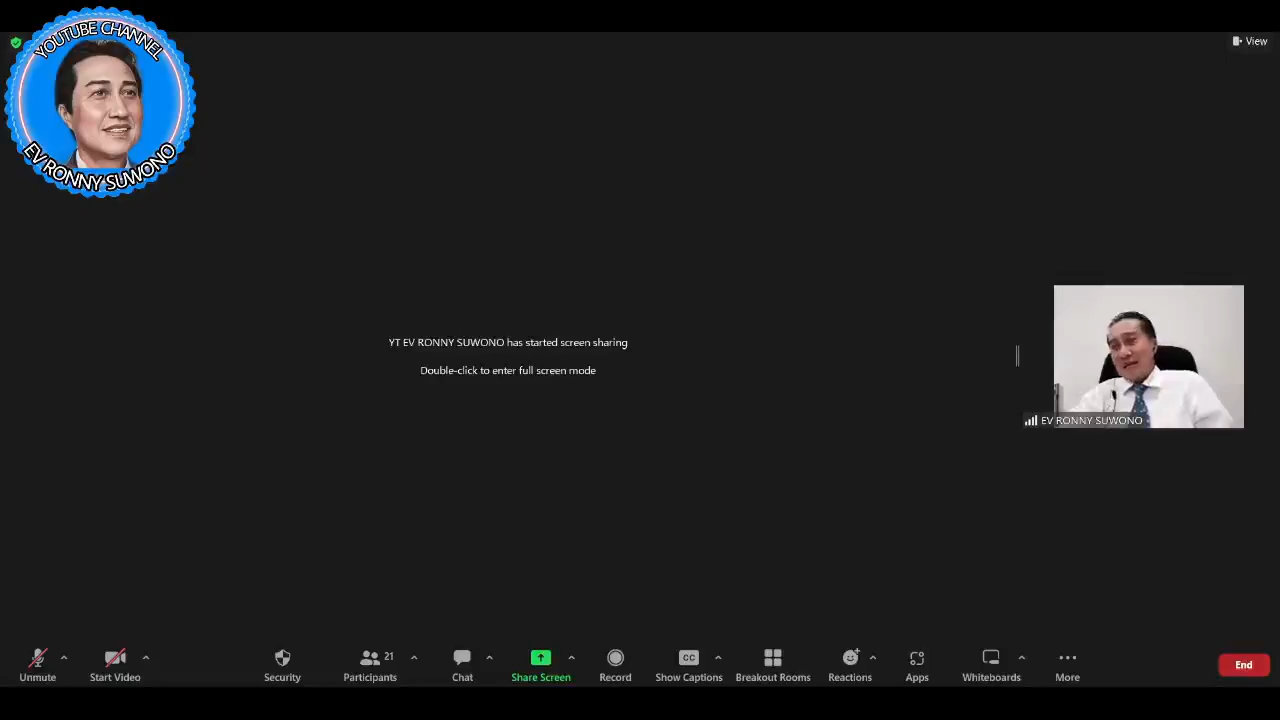 YOUTUBE CHANNEL
EV RONNY SUWONO
View
YT EV RONNY SUWONO has started screen sharing
Double-click to enter full screen mode
EV RONNY SUWONO
21
CC
Unmute
Start Video
Security
Participants
Chat
Share Screen
Record
Show Captions
Breakout Rooms
Reactions
Apps
Whiteboards
More
End